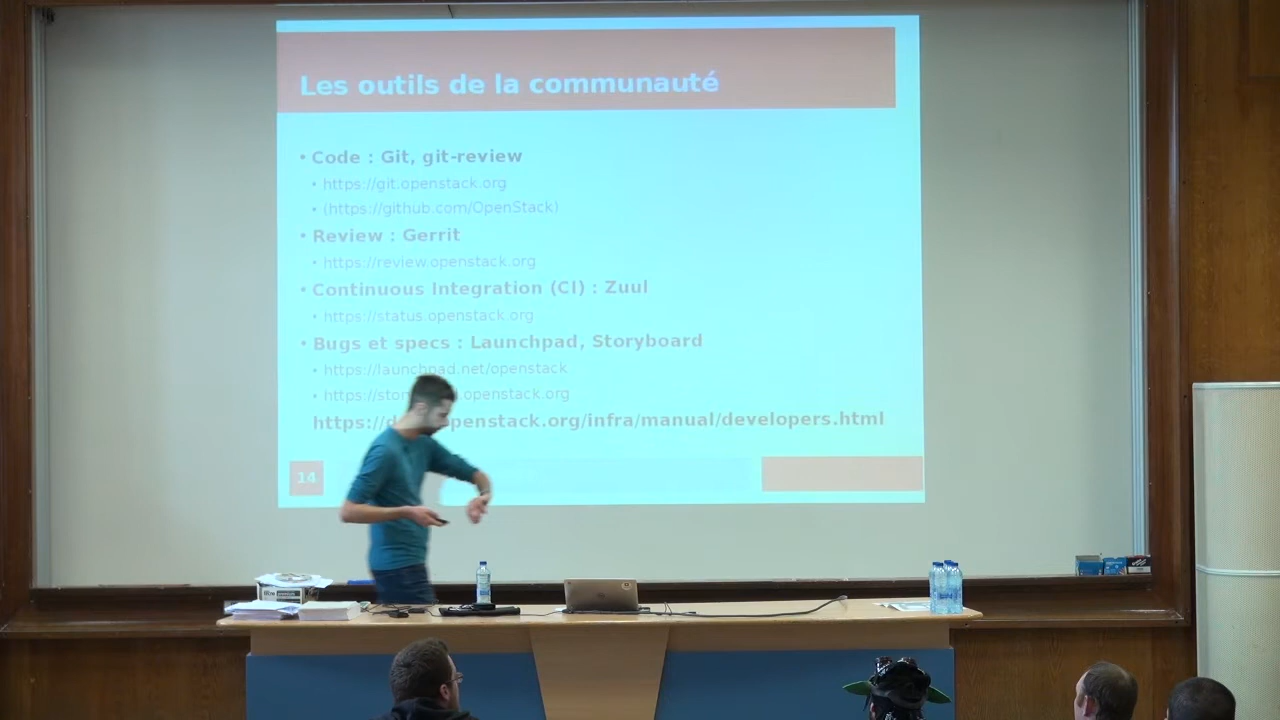 Les outils de la communauté
• Code : Git, git-review
• https://git.openstack.org
• (https://github.com/OpenStack)
• Review : Gerrit
• https://review.openstack.org
• Continuous Integration (CI) : Zuul
• https://status.openstack.org
• Bugs et specs : Launchpad, Storyboard
• https://launchpad.net/openstack
• https://stor .openstack.org
https://d openstack.org/infra/manual/developers.html
14